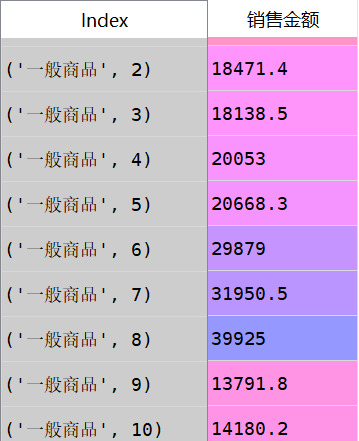 Index 销售金额
('一般商品', 2) 18471.4
('一般商品', 3) 18138.5
('一般商品', 4) 20053
('一般商品', 5) 20668.3
('一般商品', 6) 29879
('一般商品', 7) 31950.5
('一般商品', 8) 39925
('一般商品', 9) 13791.8
('一般商品', 10) 14180.2